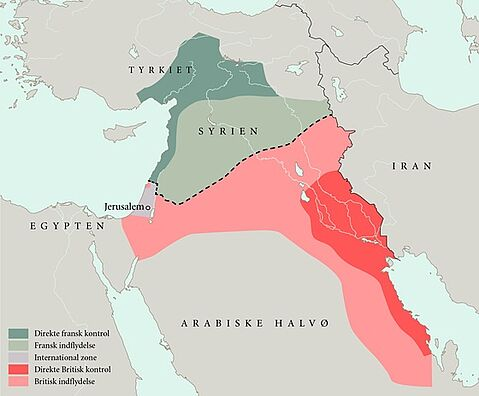 TYRKIET
SYRIEN
IRAN
Jerusalem
EGYPTEN
ARABISKE HALVØ
Direkte fransk kontrol
Fransk indflydelse
International zone
Direkte Britisk kontrol
Britisk indflydelse